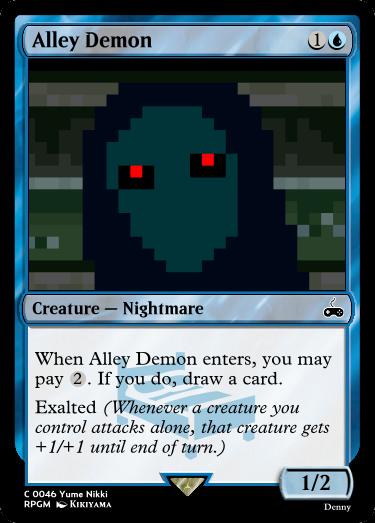 Alley Demon 1
Creature — Nightmare
When Alley Demon enters, you may
pay 2. If you do, draw a card.
Exalted (Whenever a creature you
control attacks alone, that creature gets
+1/+1 until end of turn.)
1/2
C 0046 Yume Nikki
RPGM KIKIYAMA
Denny